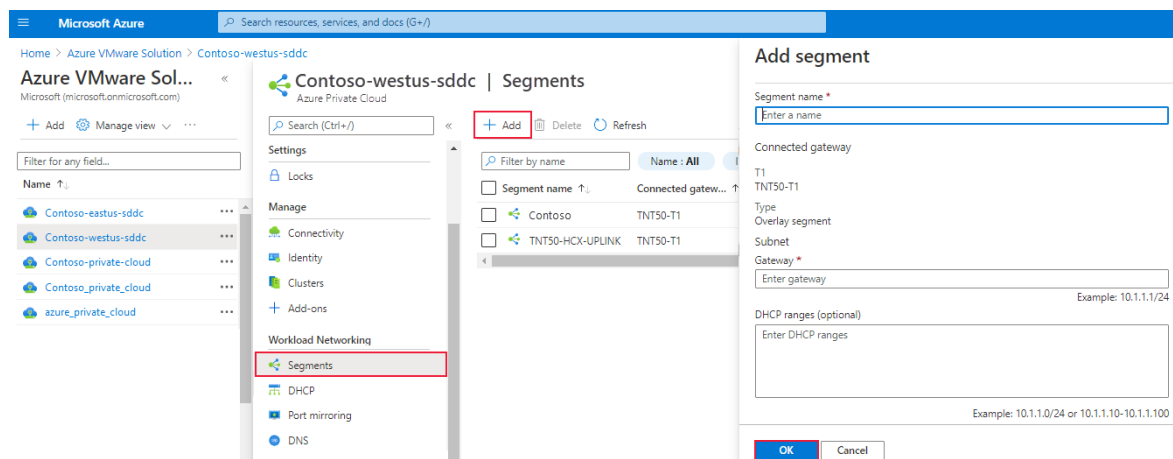 Microsoft Azure
Search resources, services, and docs (G+/)
Home > Azure VMware Solution > Contoso-westus-sddc
Azure VMware Sol...
Microsoft (microsoft.onmicrosoft.com)
Add Manage view ...
Filter for any field...
Name ↑↓
Contoso-eastus-sddc ...
Contoso-westus-sddc ...
Contoso-private-cloud ...
Contoso_private_cloud ...
azure_private_cloud ...
Contoso-westus-sddc | Segments
Azure Private Cloud
Search (Ctrl+/)
Settings
Locks
Manage
Connectivity
Identity
Clusters
Add-ons
Workload Networking
Segments
DHCP
Port mirroring
DNS
Add Delete Refresh
Filter by name Name : All
Segment name ↑↓ Connected gatew... ↑
Contoso TNT50-T1
TNT50-HCX-UPLINK TNT50-T1
Add segment
Segment name *
Enter a name
Connected gateway
T1
TNT50-T1
Type
Overlay segment
Subnet
Gateway *
Enter gateway
Example: 10.1.1.1/24
DHCP ranges (optional)
Enter DHCP ranges
Example: 10.1.1.0/24 or 10.1.1.10-10.1.1.100
OK Cancel